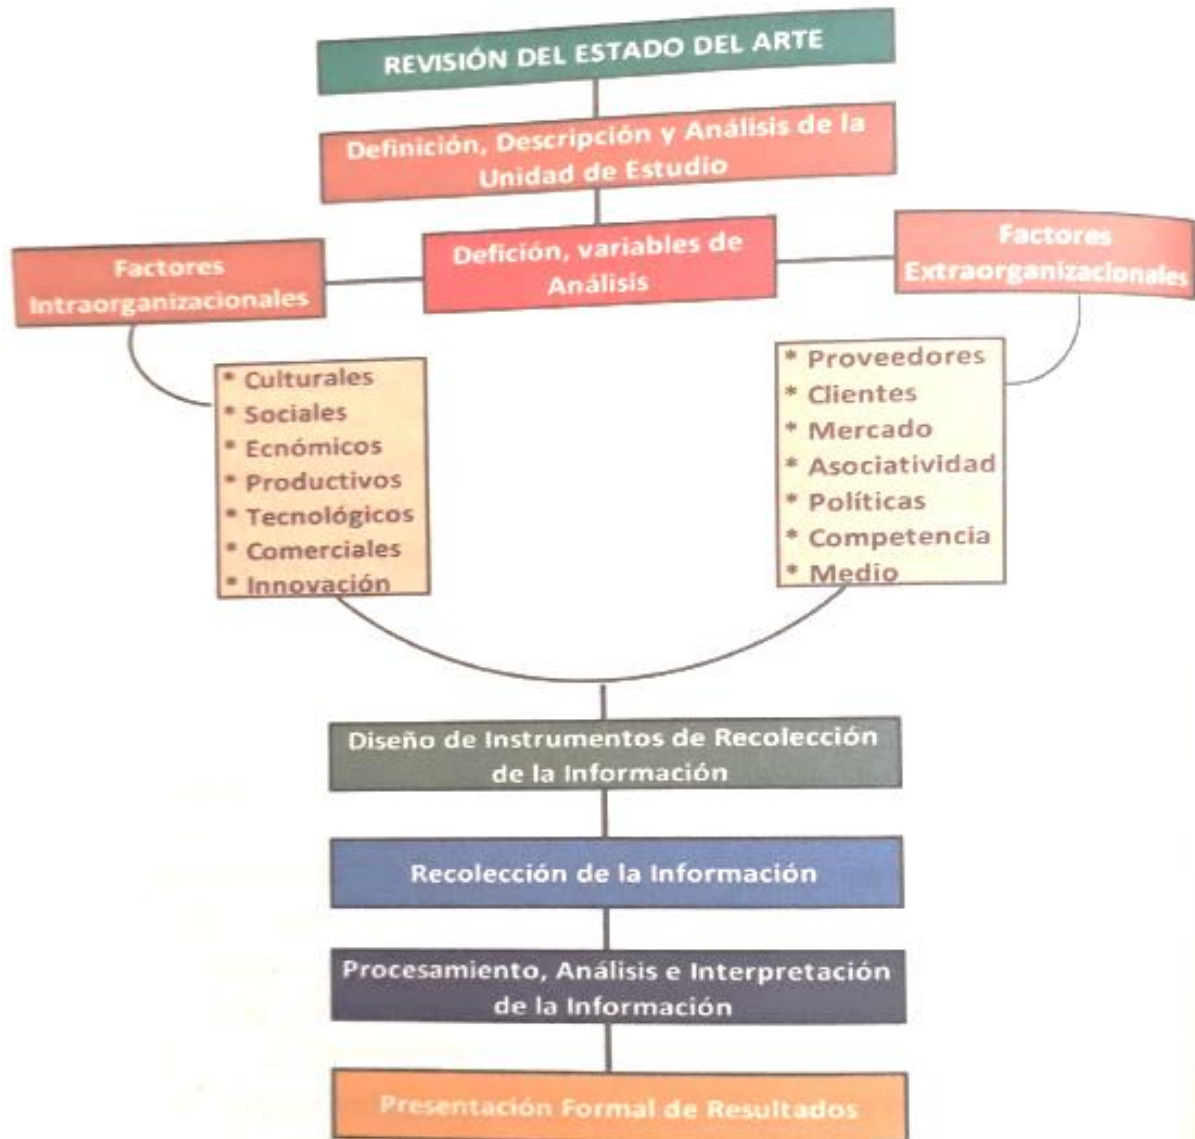 REVISIÓN DEL ESTADO DEL ARTE
Definición, Descripción y Análisis de la
Unidad de Estudio
Factores
Intraorganizacionales
Defición, variables de
Análisis
Factores
Extraorganizacionales
* Culturales
* Sociales
* Ecnómicos
* Productivos
* Tecnológicos
* Comerciales
* Innovación
* Proveedores
* Clientes
* Mercado
* Asociatividad
* Políticas
* Competencia
* Medio
Diseño de Instrumentos de Recolección
de la Información
Recolección de la Información
Procesamiento, Análisis e Interpretación
de la Información
Presentación Formal de Resultados